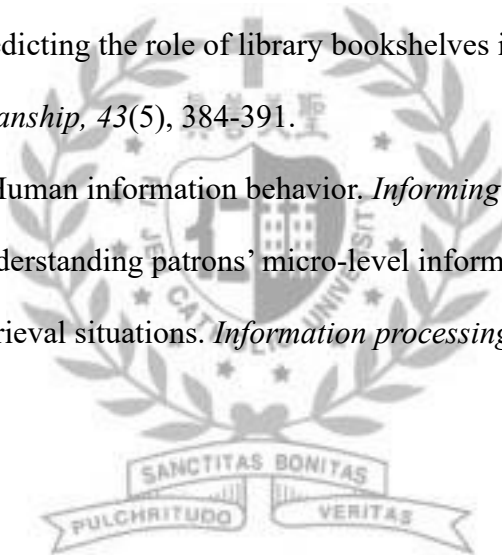 edicting the role of library bookshelves i
anship, 43(5), 384-391.
Human information behavior. Informing
derstanding patrons’ micro-level inform
rieval situations. Information processing
SANCTITAS BONITAS
PULCHRITUDO VERITAS